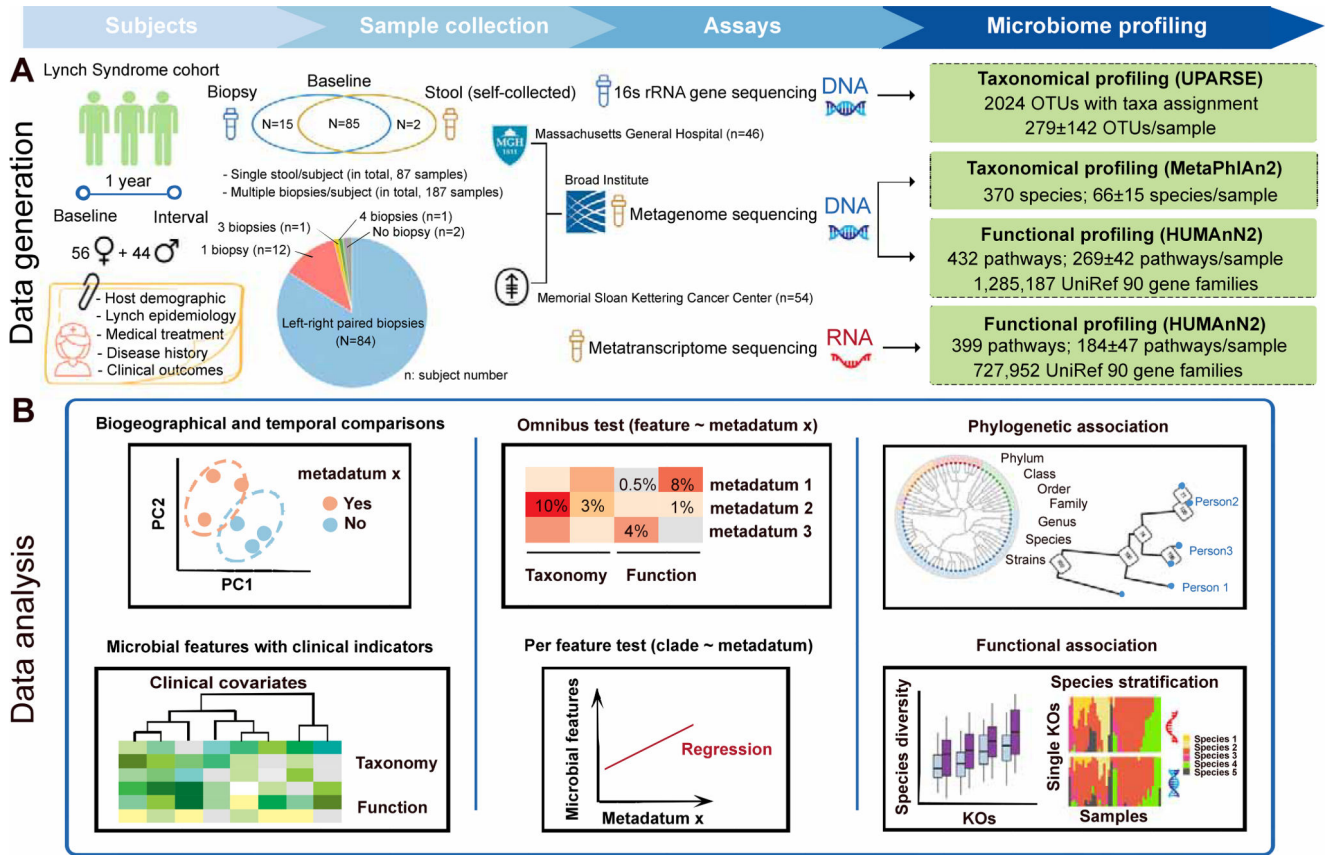 Subjects
Sample collection
Assays
Microbiome profiling
A
Data generation
Lynch Syndrome cohort
1 year
Baseline
Interval
56 + 44
- Host demographic
- Lynch epidemiology
- Medical treatment
- Disease history
- Clinical outcomes
Baseline
Biopsy
Stool (self-collected)
N=15
N=85
N=2
- Single stool/subject (in total, 87 samples)
- Multiple biopsies/subject (in total, 187 samples)
4 biopsies (n=1)
3 biopsies (n=1)
No biopsy (n=2)
1 biopsy (n=12)
Left-right paired biopsies
(N=84)
n: subject number
16s rRNA gene sequencing
DNA
Massachusetts General Hospital (n=46)
MGH
1811
Broad Institute
Metagenome sequencing
DNA
Memorial Sloan Kettering Cancer Center (n=54)
Metatranscriptome sequencing
RNA
Taxonomical profiling (UPARSE)
2024 OTUs with taxa assignment
279±142 OTUs/sample
Taxonomical profiling (MetaPhlAn2)
370 species; 66±15 species/sample
Functional profiling (HUMAnN2)
432 pathways; 269±42 pathways/sample
1,285,187 UniRef 90 gene families
Functional profiling (HUMAnN2)
399 pathways; 184±47 pathways/sample
727,952 UniRef 90 gene families
B
Data analysis
Biogeographical and temporal comparisons
metadatum x
Yes
No
PC2
PC1
Omnibus test (feature ~ metadatum x)
0.5%
8%
metadatum 1
10%
3%
1%
metadatum 2
4%
metadatum 3
Taxonomy
Function
Phylogenetic association
Phylum
Class
Order
Family
Genus
Species
Strains
Person2
Person3
Person 1
Microbial features with clinical indicators
Clinical covariates
Taxonomy
Function
Per feature test (clade ~ metadatum)
Microbial features
Regression
Metadatum x
Functional association
Species diversity
KOs
Species stratification
Single KOs
Samples
Species 1
Species 2
Species 3
Species 4
Species 5